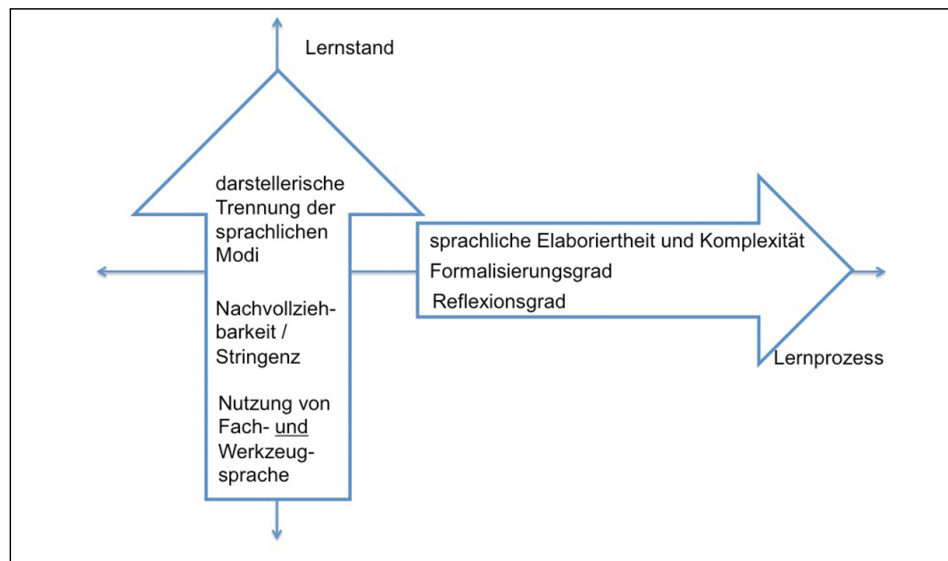 Lernstand
darstellerische
Trennung der
sprachlichen
Modi
Nachvollzieh-
barkeit /
Stringenz
Nutzung von
Fach- und
Werkzeug-
sprache
sprachliche Elaboriertheit und Komplexität
Formalisierungsgrad
Reflexionsgrad
Lernprozess